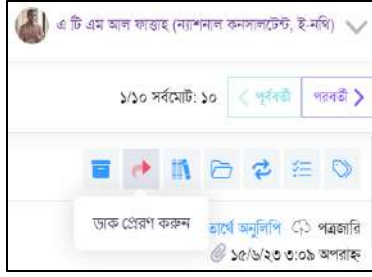 এ টি এম আল ফাত্তাহ (ন্যাশনাল কনসালটেন্ট, ই-নথি)
১/১০ সর্বমোট: ১০ পূর্ববর্তী পরবর্তী
ডাক প্রেরণ করুন
তার্থে অনুলিপি পত্রজারি
১৫/৬/২৩ ৩:০৯ অপরাহ্ন